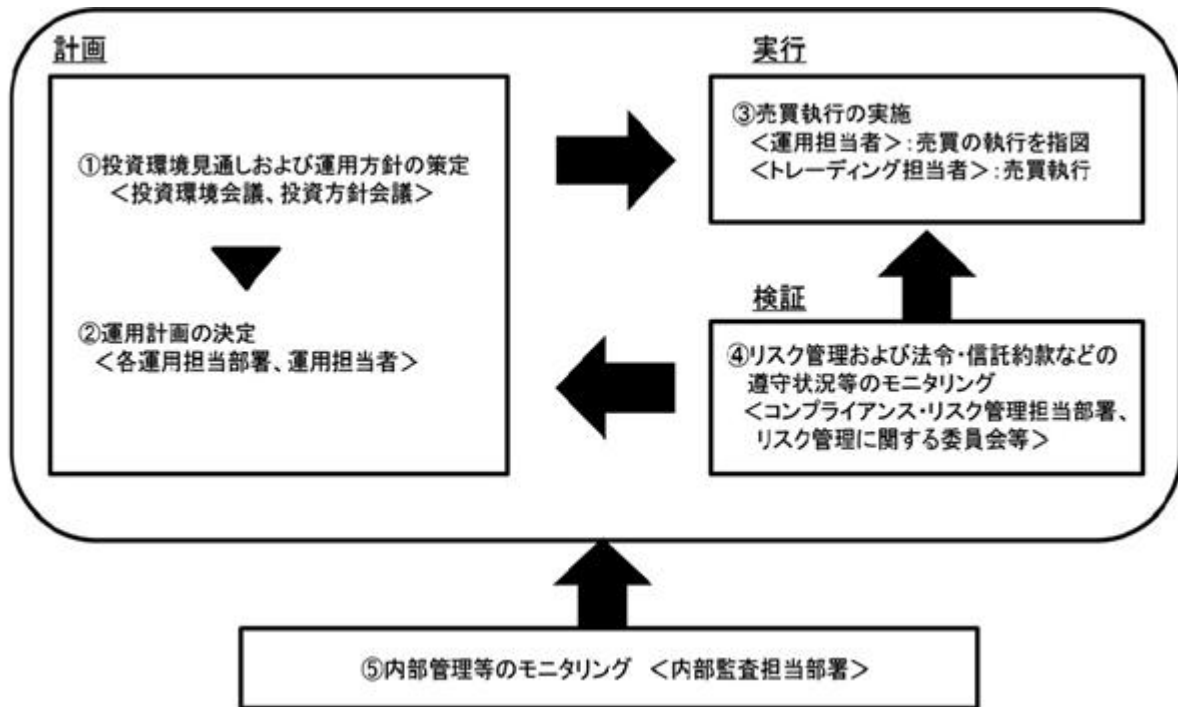 計画
①投資環境見通しおよび運用方針の策定
＜投資環境会議、投資方針会議＞
②運用計画の決定
＜各運用担当部署、運用担当者＞
実行
③売買執行の実施
＜運用担当者＞:売買の執行を指図
＜トレーディング担当者＞:売買執行
検証
④リスク管理および法令・信託約款などの
遵守状況等のモニタリング
＜コンプライアンス・リスク管理担当部署、
リスク管理に関する委員会等＞
⑤内部管理等のモニタリング ＜内部監査担当部署＞